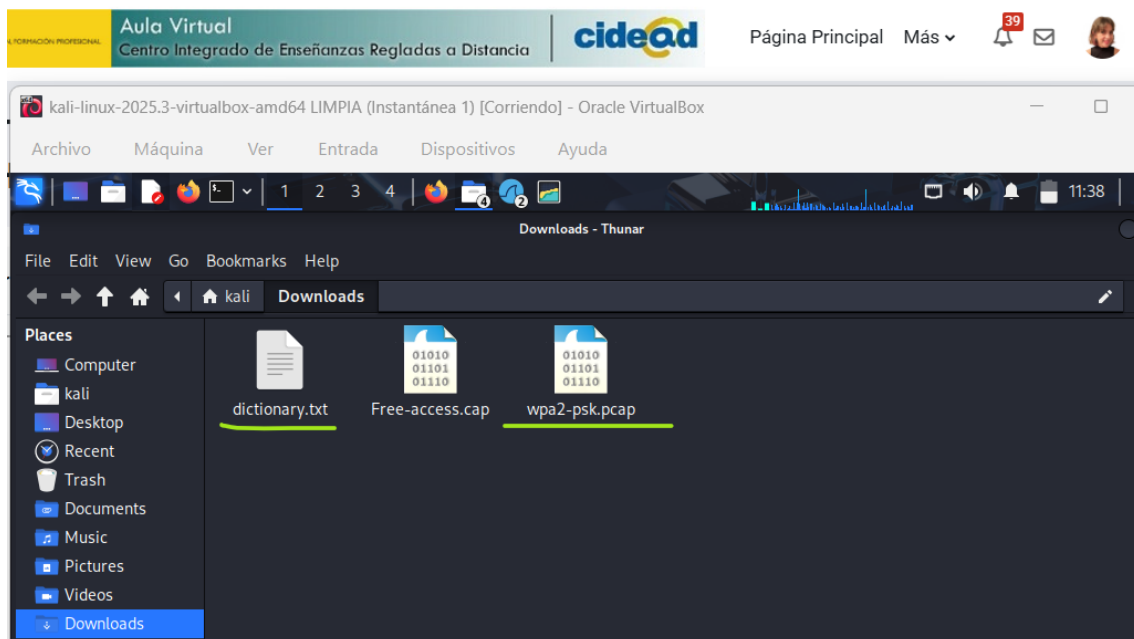 Aula Virtual
N. FORMACIÓN PROFESIONAL
Centro Integrado de Enseñanzas Regladas a Distancia
cidead
Página Principal Más 39
kali-linux-2025.3-virtualbox-amd64 LIMPIA (Instantánea 1) [Corriendo] - Oracle VirtualBox
Archivo Máquina Ver Entrada Dispositivos Ayuda
1 2 3 4 4 2 11:38
Downloads - Thunar
File Edit View Go Bookmarks Help
kali Downloads
Places
Computer
kali
Desktop
Recent
Trash
Documents
Music
Pictures
Videos
Downloads
01010
01101
01110
01010
01101
01110
dictionary.txt Free-access.cap wpa2-psk.pcap